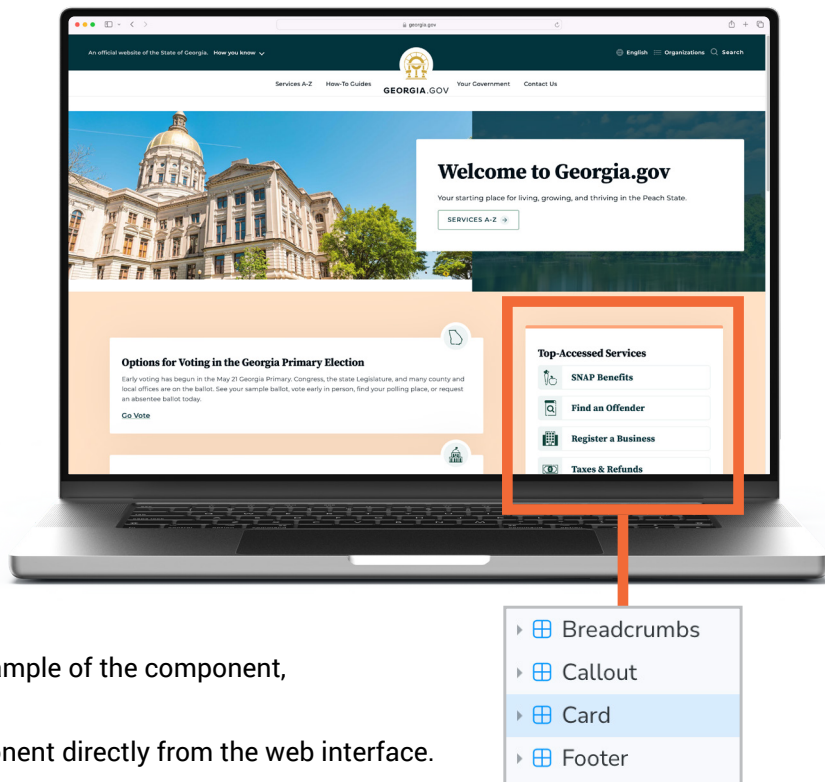 georgia.gov
An official website of the State of Georgia. How you know
English Organizations Search
Services A-Z How-To Guides GEORGIA.GOV Your Government Contact Us
Welcome to Georgia.gov
Your starting place for living, growing, and thriving in the Peach State.
SERVICES A-Z
Options for Voting in the Georgia Primary Election
Early voting has begun in the May 21 Georgia Primary. Congress, the state Legislature, and many county and
local offices are on the ballot. See your sample ballot, vote early in person, find your polling place, or request
an absentee ballot today.
Go Vote
Top-Accessed Services
SNAP Benefits
Find an Offender
Register a Business
Taxes & Refunds
Breadcrumbs
Callout
Card
Footer
ample of the component,
onent directly from the web interface.